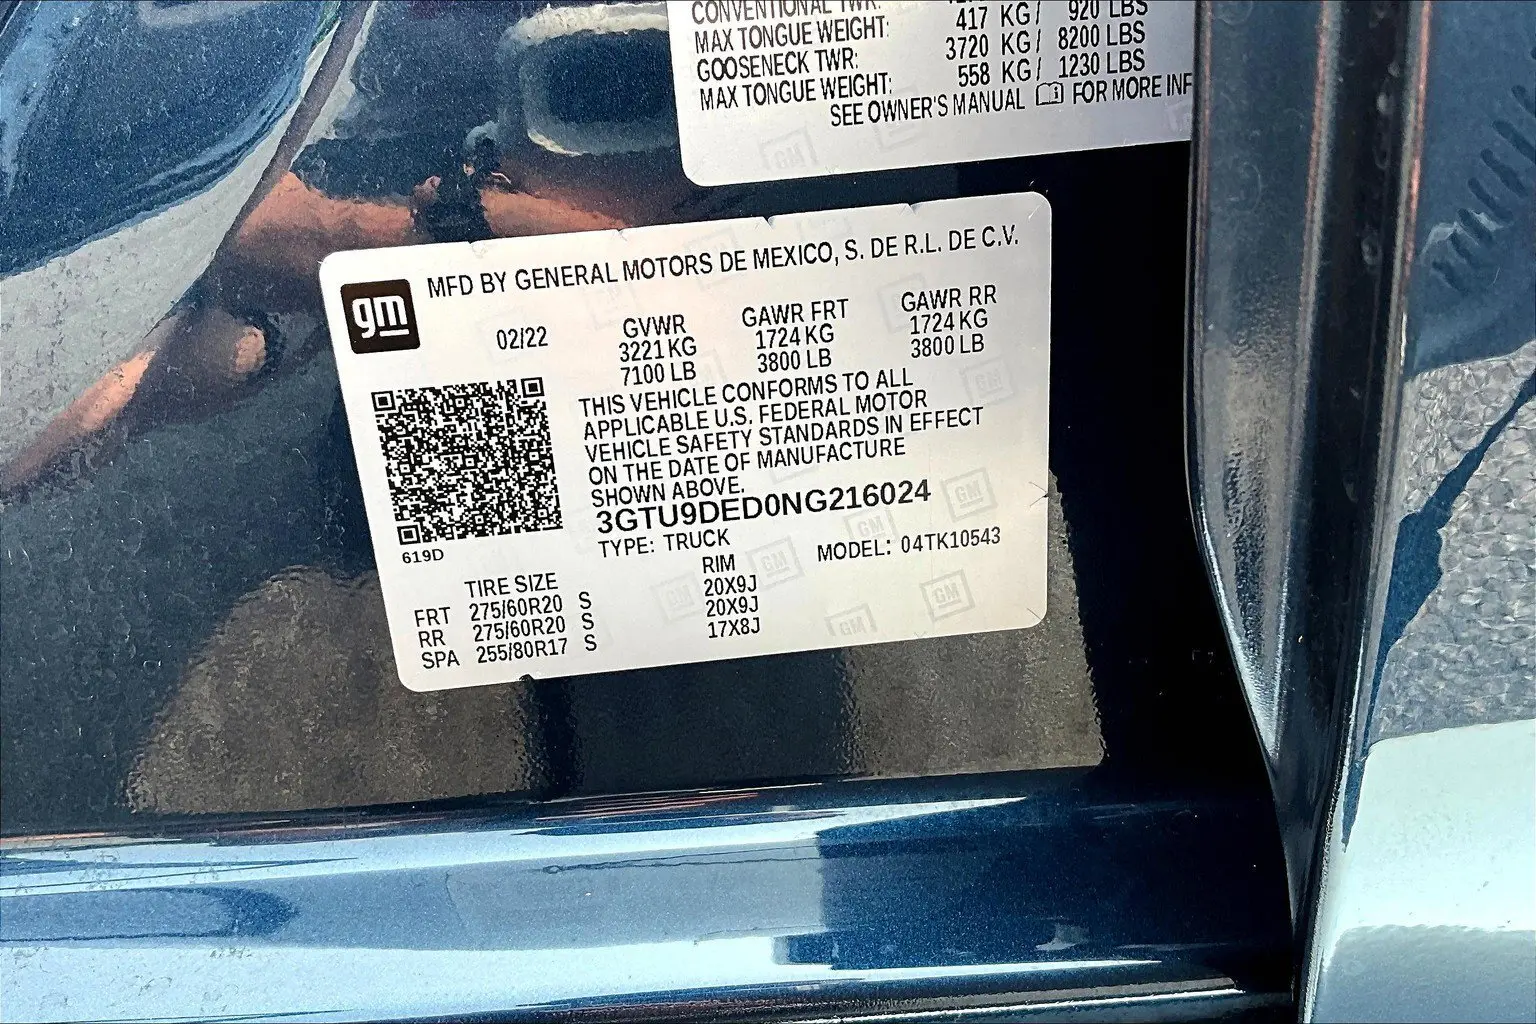 CONVENTIONAL TWR:
MAX TONGUE WEIGHT: 417 KG/ 920 LBS
GOOSENECK TWR: 3720 KG/ 8200 LBS
MAX TONGUE WEIGHT: 558 KG/ 1230 LBS
SEE OWNER'S MANUAL FOR MORE INF
gm
MFD BY GENERAL MOTORS DE MEXICO, S. DE R.L. DE C.V.
02/22 GVWR GAWR FRT GAWR RR
3221 KG 1724 KG 1724 KG
7100 LB 3800 LB 3800 LB
THIS VEHICLE CONFORMS TO ALL
APPLICABLE U.S. FEDERAL MOTOR
VEHICLE SAFETY STANDARDS IN EFFECT
ON THE DATE OF MANUFACTURE
SHOWN ABOVE.
3GTU9DED0NG216024
619D
TYPE: TRUCK MODEL: 04TK10543
TIRE SIZE RIM
FRT 275/60R20 S 20X9J
RR 275/60R20 S 20X9J
SPA 255/80R17 S 17X8J